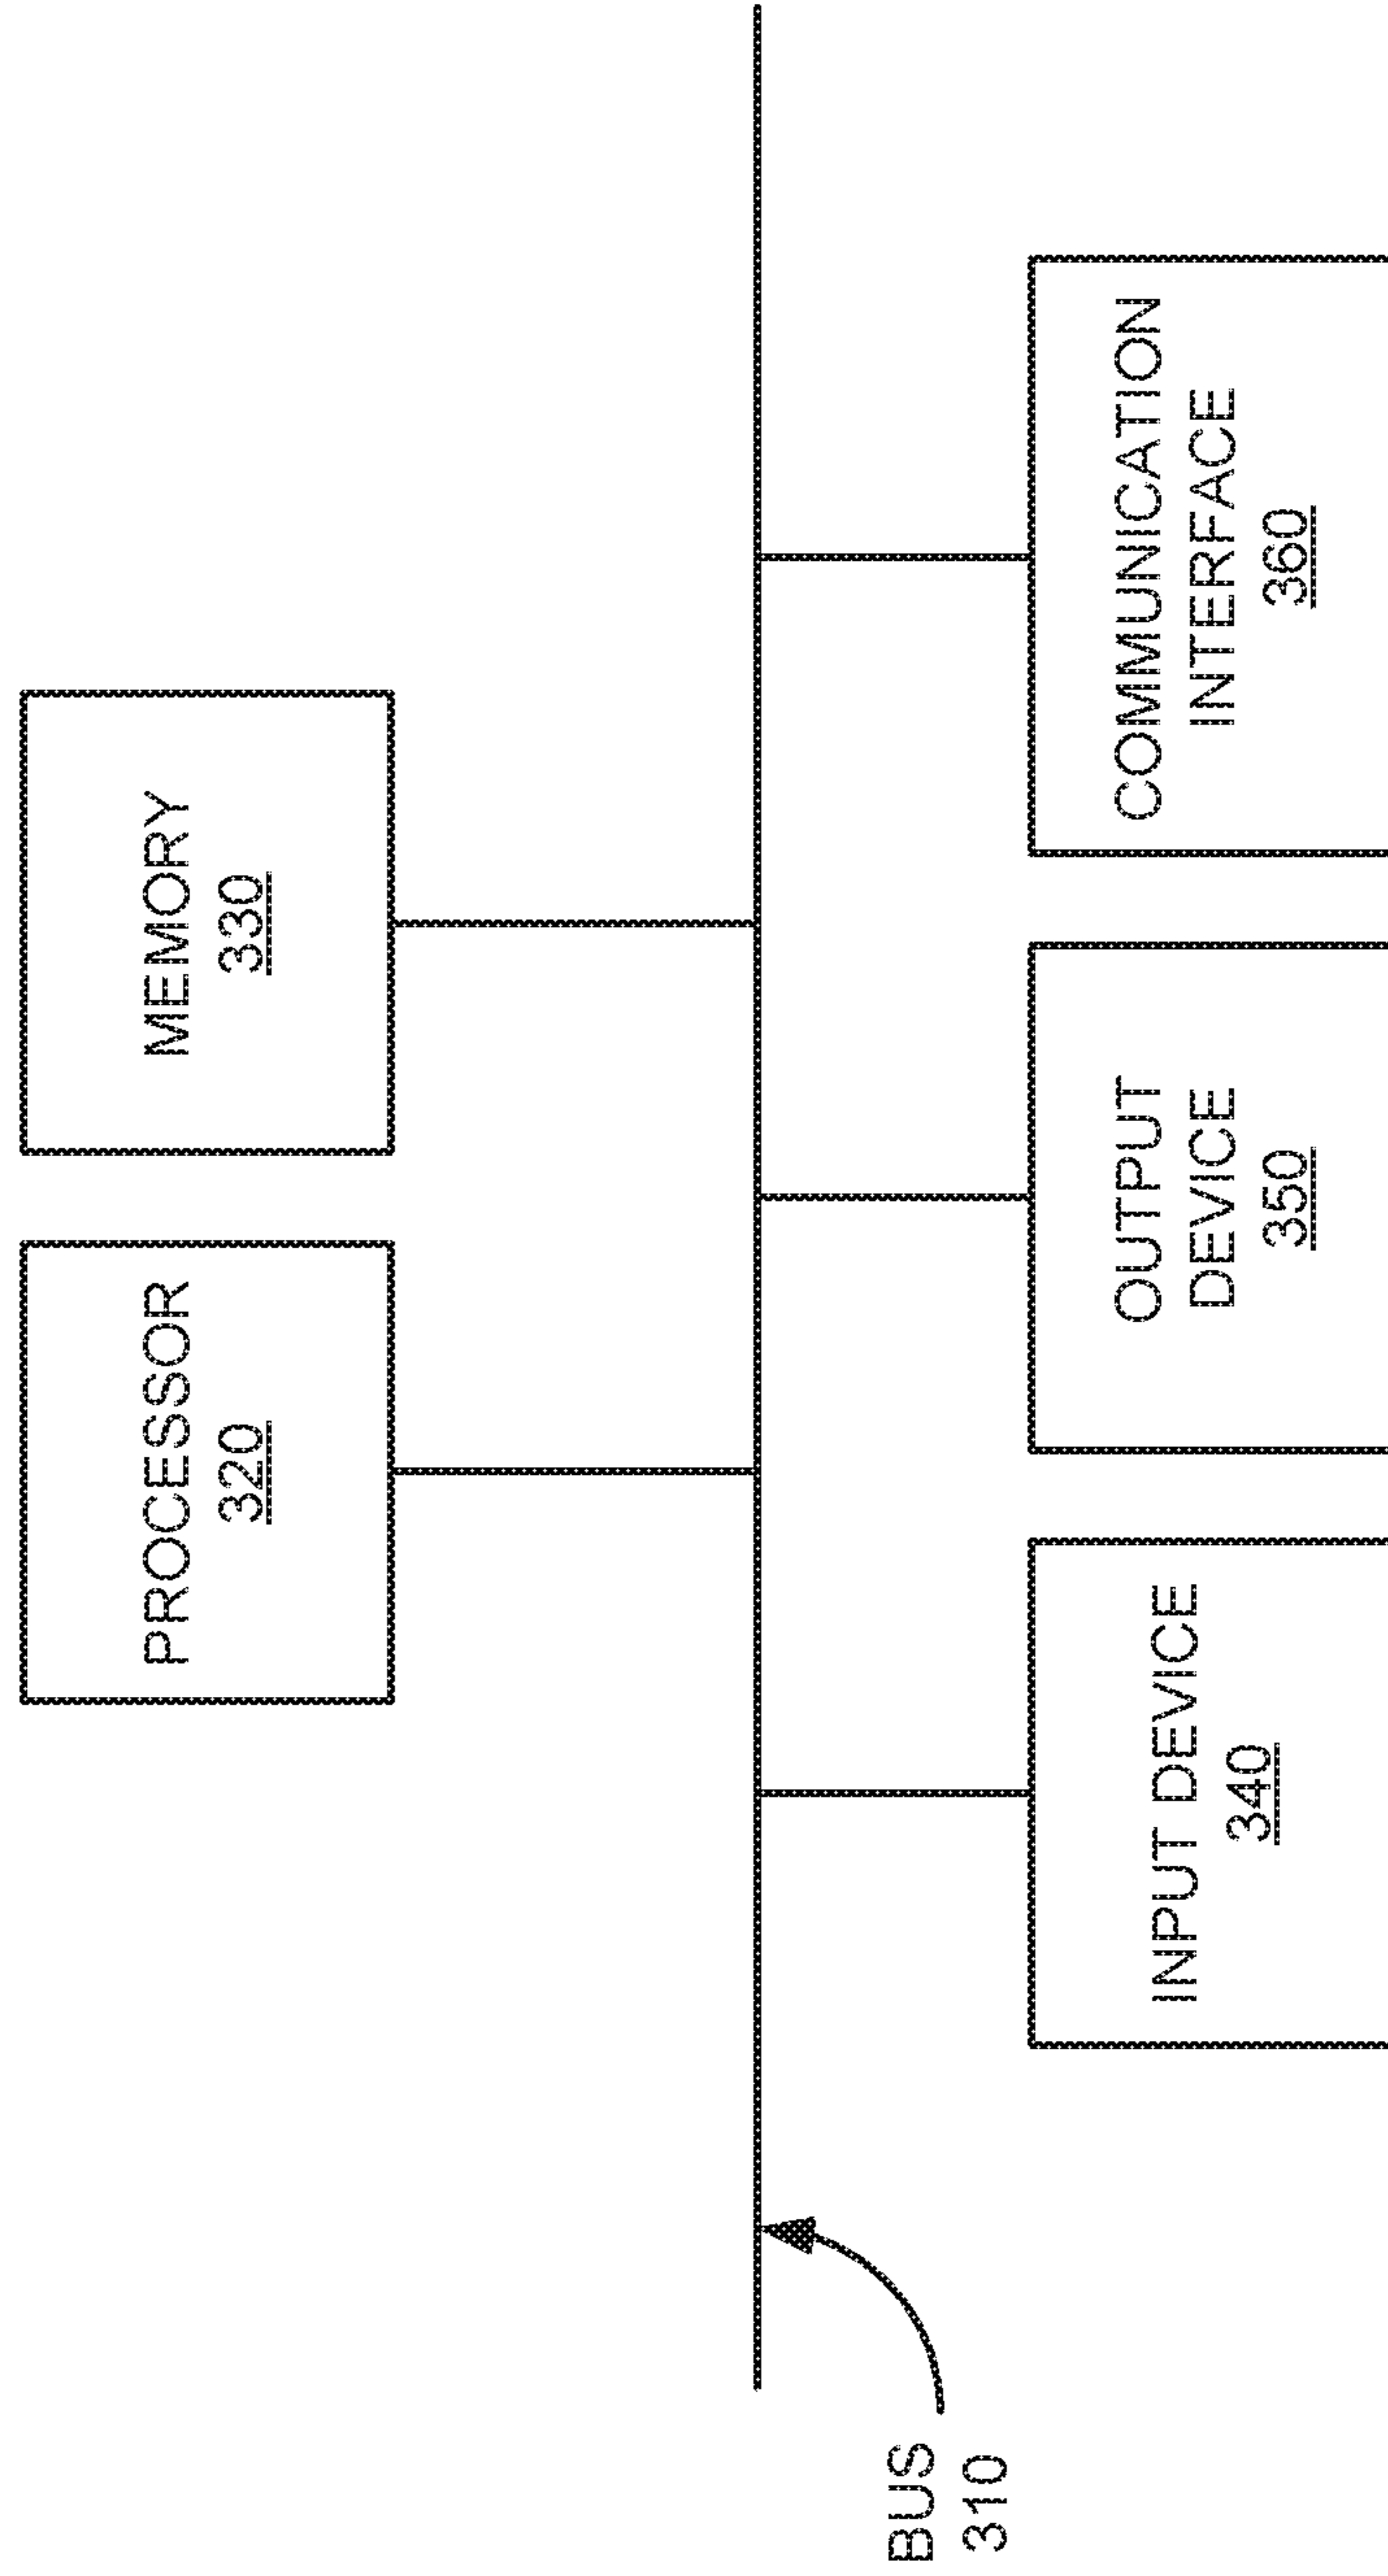 PROCESSOR
320
MEMORY
330
BUS
310
INPUT DEVICE
340
OUTPUT
DEVICE
350
COMMUNICATION
INTERFACE
360